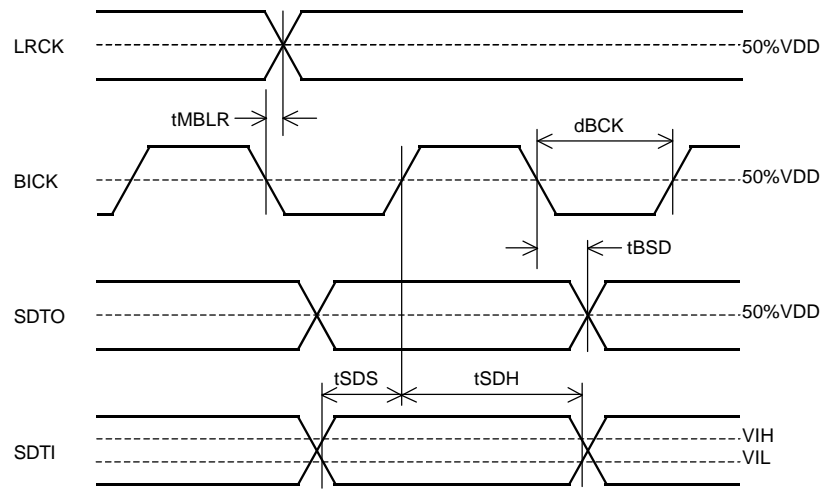 LRCK
50%VDD
tMBLR
dBCK
BICK
50%VDD
tBSD
SDTO
50%VDD
tSDS
tSDH
SDTI
VIH
VIL